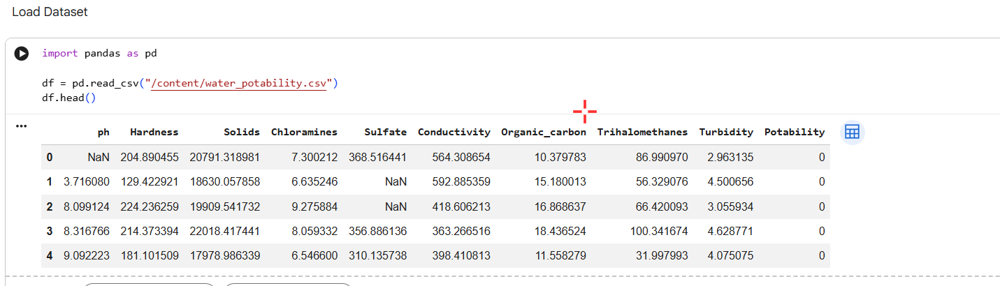 Load Dataset
import pandas as pd
df = pd.read_csv("/content/water_potability.csv")
df.head()
ph Hardness Solids Chloramines Sulfate Conductivity Organic_carbon Trihalomethanes Turbidity Potability
0 NaN 204.890455 20791.318981 7.300212 368.516441 564.308654 10.379783 86.990970 2.963135 0
1 3.716080 129.422921 18630.057858 6.635246 NaN 592.885359 15.180013 56.329076 4.500656 0
2 8.099124 224.236259 19909.541732 9.275884 NaN 418.606213 16.868637 66.420093 3.055934 0
3 8.316766 214.373394 22018.417441 8.059332 356.886136 363.266516 18.436524 100.341674 4.628771 0
4 9.092223 181.101509 17978.986339 6.546600 310.135738 398.410813 11.558279 31.997993 4.075075 0